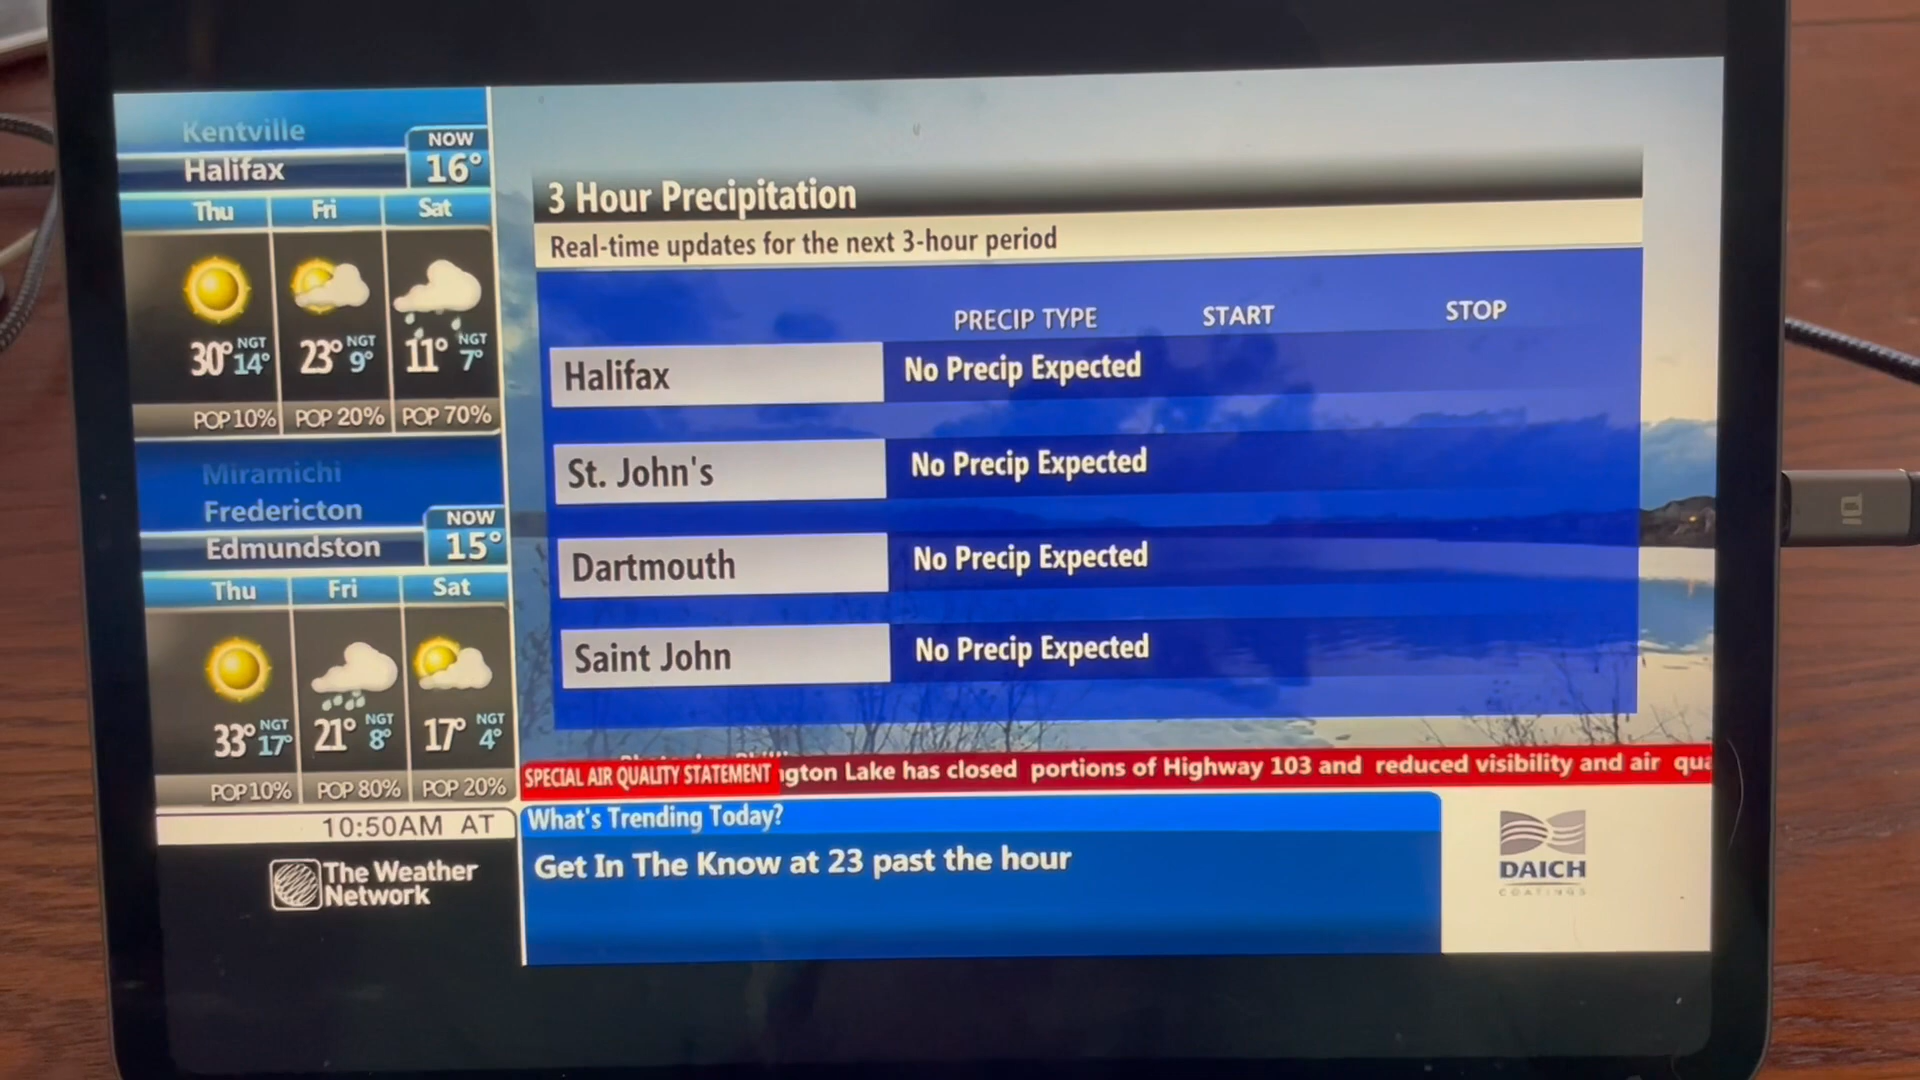 Kentville
Halifax
NOW
16°
Thu Fri Sat
30° NGT 14° 23° NGT 9° 11° NGT 7°
POP 10% POP 20% POP 70%
Miramichi
Fredericton
Edmundston
NOW
15°
Thu Fri Sat
33° NGT 17° 21° NGT 8° 17° NGT 4°
POP 10% POP 80% POP 20%
10:50AM AT
The Weather
Network
3 Hour Precipitation
Real-time updates for the next 3-hour period
PRECIP TYPE START STOP
Halifax No Precip Expected
St. John's No Precip Expected
Dartmouth No Precip Expected
Saint John No Precip Expected
SPECIAL AIR QUALITY STATEMENT gton Lake has closed portions of Highway 103 and reduced visibility and air qua
What's Trending Today?
Get In The Know at 23 past the hour
DAICH
COATINGS